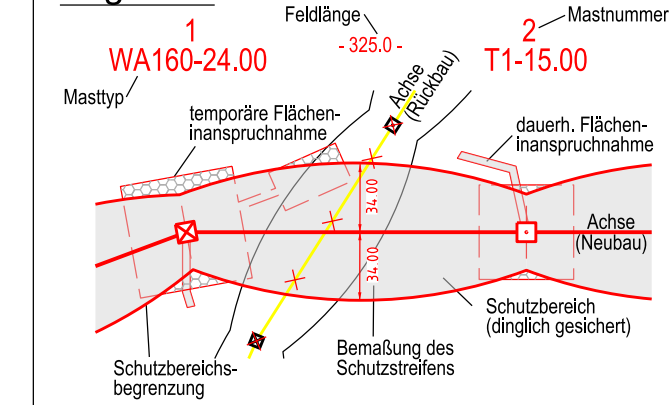 Feldlänge
1
- 325.0 -
2
Mastnummer
WA160-24.00
T1-15.00
Masttyp
Achse
(Rückbau)
temporäre Flächen-
inanspruchnahme
dauerh. Flächen-
inanspruchnahme
34.00
Achse
(Neubau)
34.00
Schutzbereich
(dinglich gesichert)
Bemaßung des
Schutzstreifens
Schutzbereichs-
begrenzung